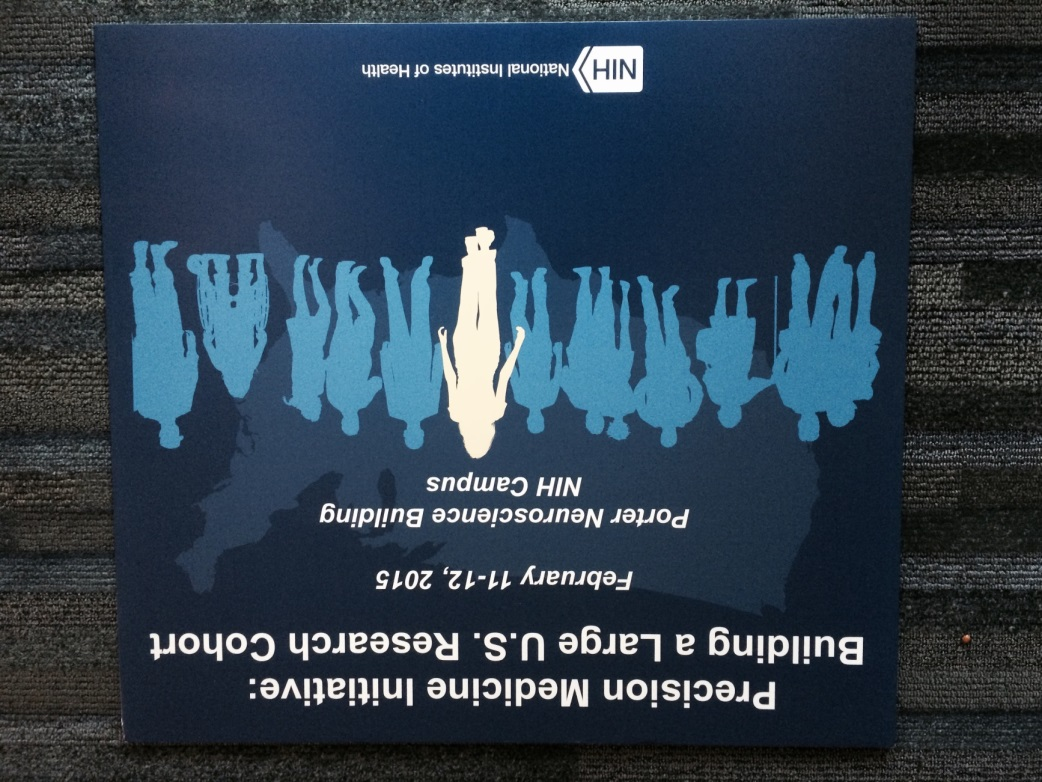 Precision Medicine Initiative:
Building a Large U.S. Research Cohort
February 11-12, 2015
Porter Neuroscience Building
NIH Campus
NIH National Institutes of Health